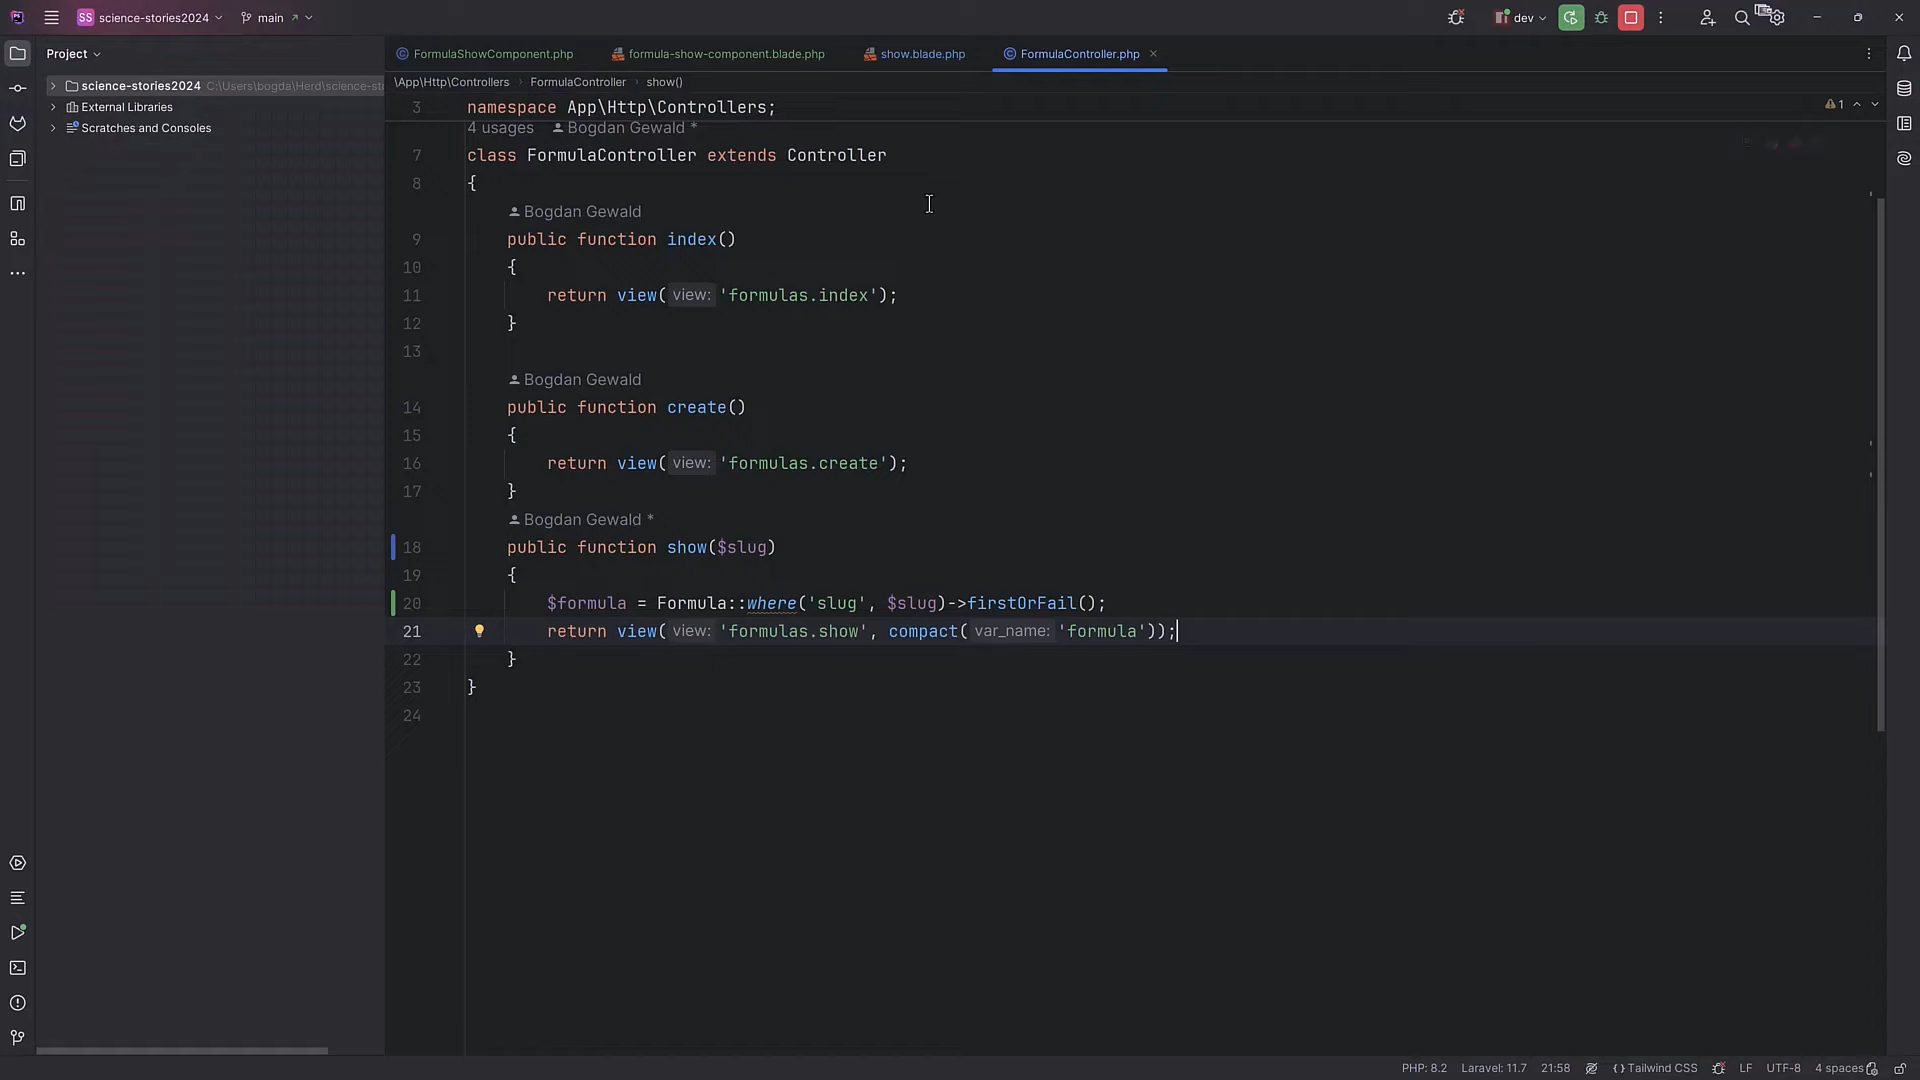 SS science-stories2024 main dev
Project
FormulaShowComponent.php formula-show-component.blade.php show.blade.php FormulaController.php
science-stories2024 C:\Users\bogda\Herd\science-sto
External Libraries
Scratches and Consoles
\App\Http\Controllers FormulaController show()
3 namespace App\Http\Controllers; 1
4 usages Bogdan Gewald *
7 class FormulaController extends Controller
8 {
Bogdan Gewald
9 public function index()
10 {
11 return view( view: 'formulas.index');
12 }
13
Bogdan Gewald
14 public function create()
15 {
16 return view( view: 'formulas.create');
17 }
Bogdan Gewald *
18 public function show($slug)
19 {
20 $formula = Formula::where('slug', $slug)->firstOrFail();
21 return view( view: 'formulas.show', compact( var_name: 'formula'));
22 }
23 }
24
PHP: 8.2 Laravel: 11.7 21:58 Tailwind CSS LF UTF-8 4 spaces